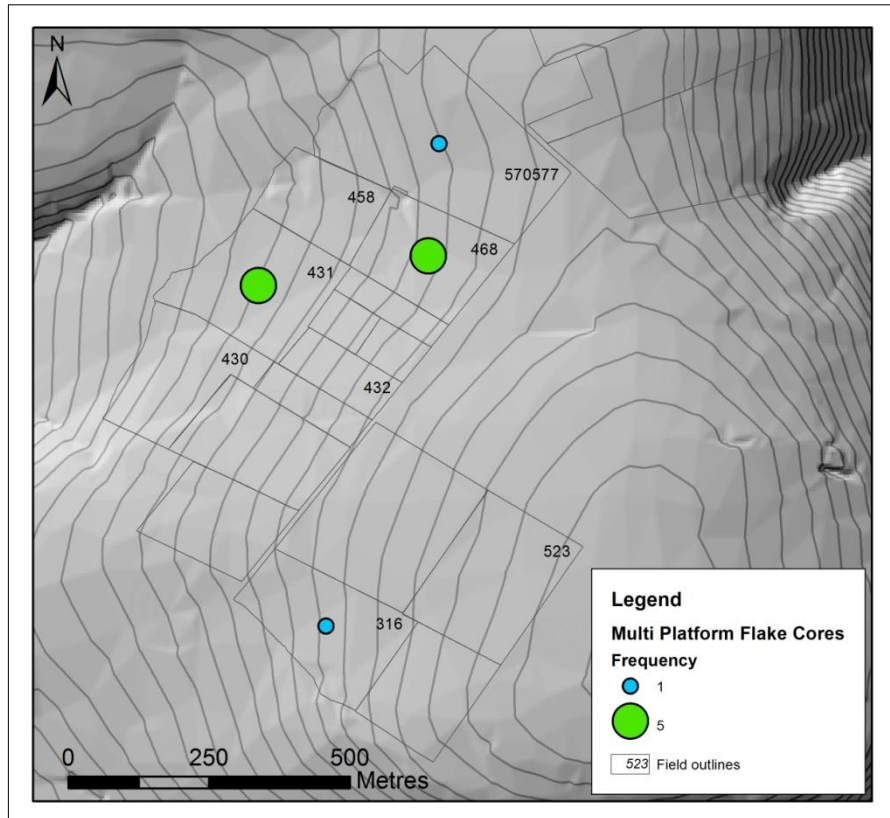 N
570577
458
468
431
430
432
523
316
0 250 500
Metres
Legend
Multi Platform Flake Cores
Frequency
1
5
523 Field outlines